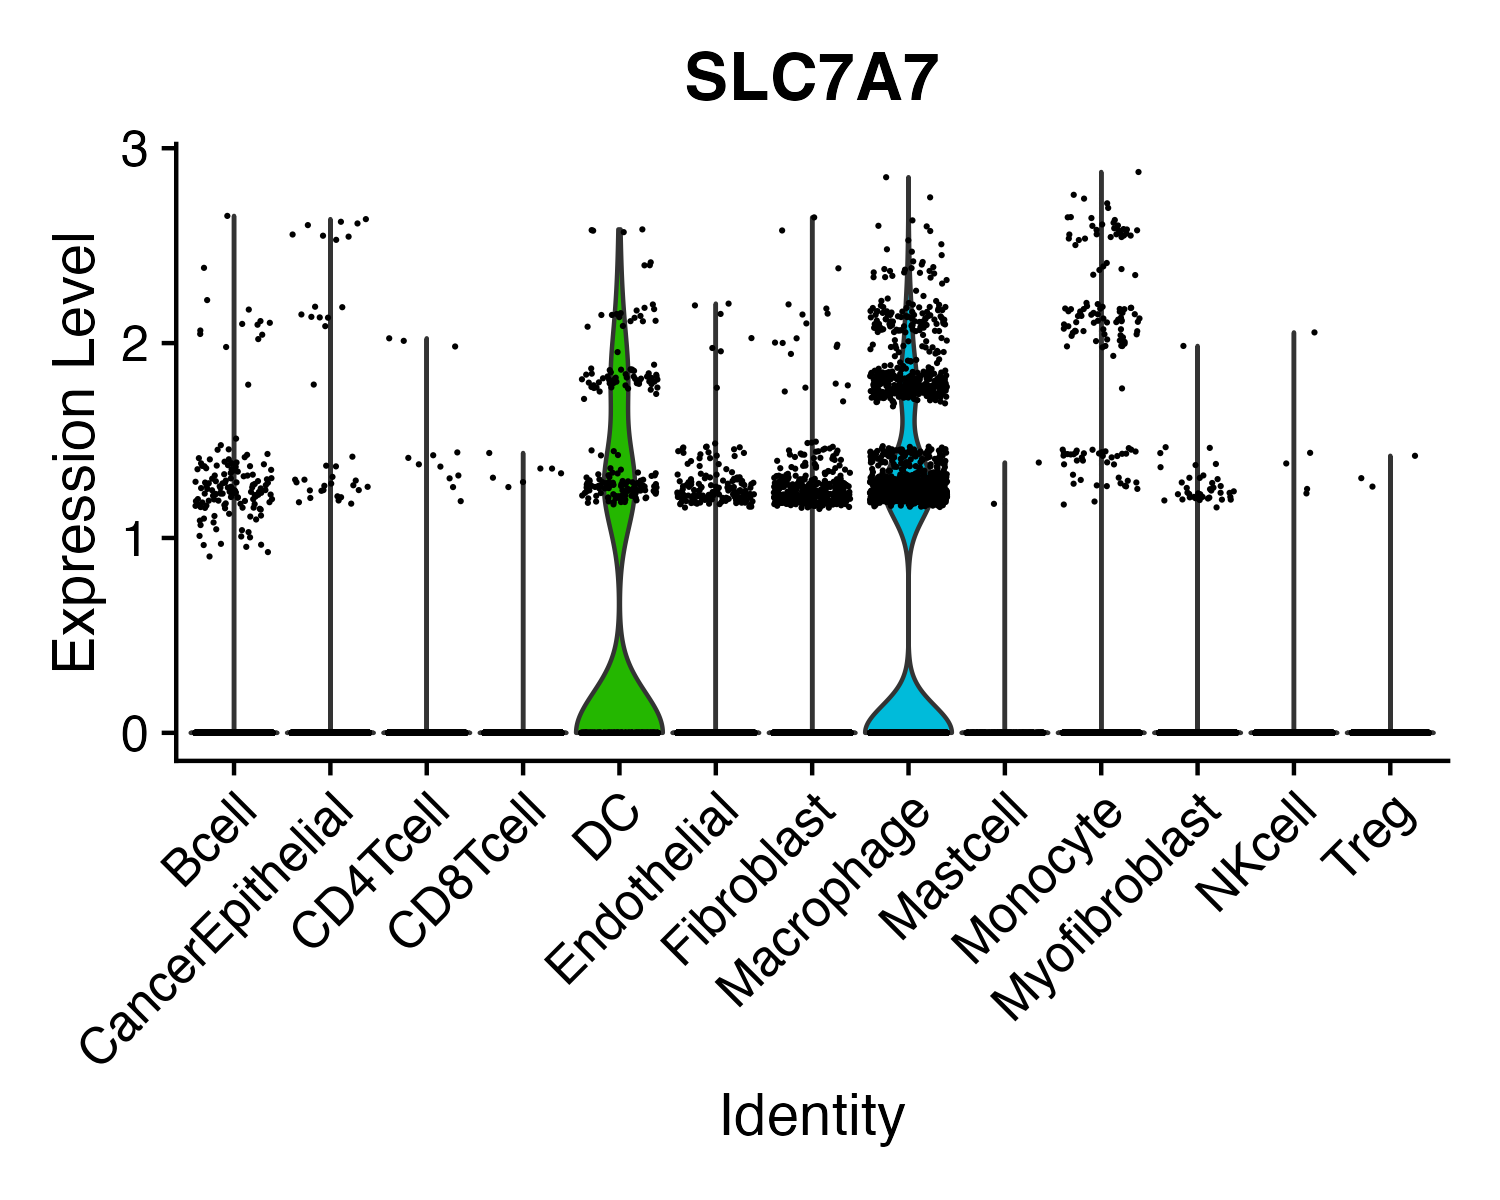 SLC7A7
3
2
1
0
Expression Level
Bcell
CancerEpithelial
CD4Tcell
CD8Tcell
DC
Endothelial
Fibroblast
Macrophage
Mastcell
Monocyte
Myofibroblast
NKcell
Treg
Identity